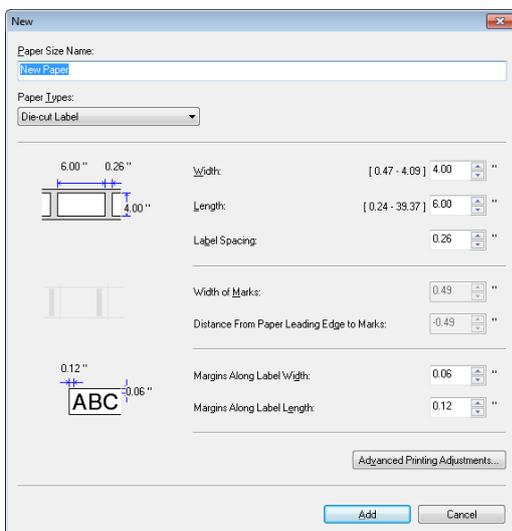 New
Paper Size Name:
New Paper
Paper Types:
Die-cut Label
6.00 " 0.26 "
4.00 "
Width: [ 0.47 - 4.09 ] 4.00 "
Length: [ 0.24 - 39.37 ] 6.00 "
Label Spacing: 0.26 "
Width of Marks: 0.49 "
Distance From Paper Leading Edge to Marks: -0.49 "
0.12 "
0.06 "
ABC
Margins Along Label Width: 0.06 "
Margins Along Label Length: 0.12 "
Advanced Printing Adjustments...
Add Cancel